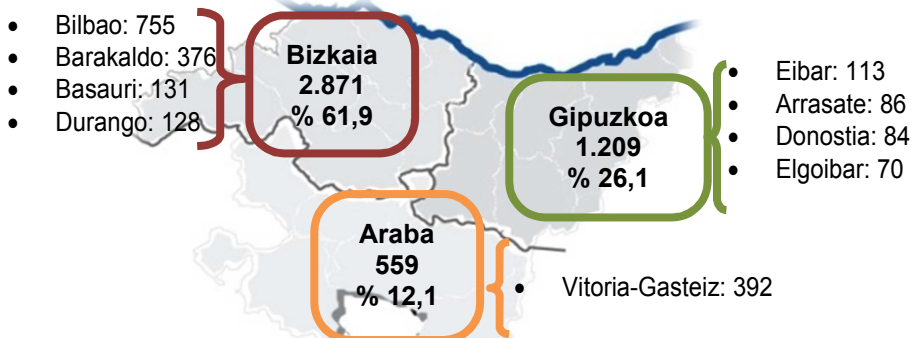 • Bilbao: 755
• Barakaldo: 376
• Basauri: 131
• Durango: 128
Bizkaia
2.871
% 61,9
Gipuzkoa
1.209
% 26,1
• Eibar: 113
• Arrasate: 86
• Donostia: 84
• Elgoibar: 70
Araba
559
% 12,1
• Vitoria-Gasteiz: 392